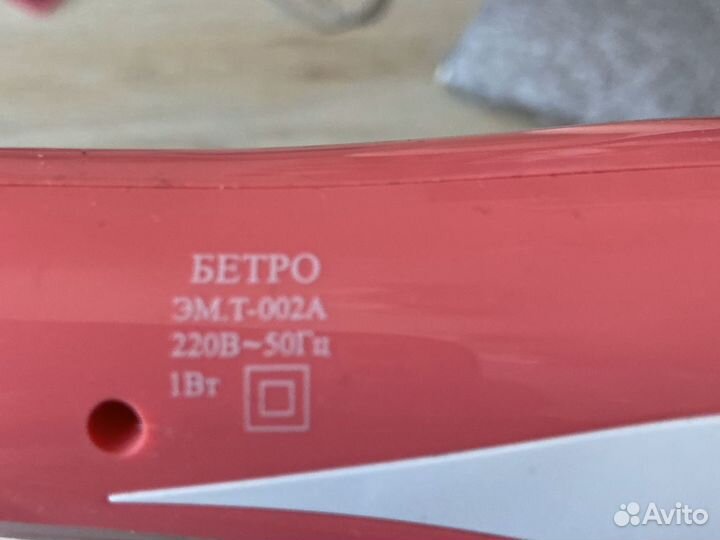 БЕТРО
ЭМ.Т-002А
220В~50Гц
1Вт
Avito